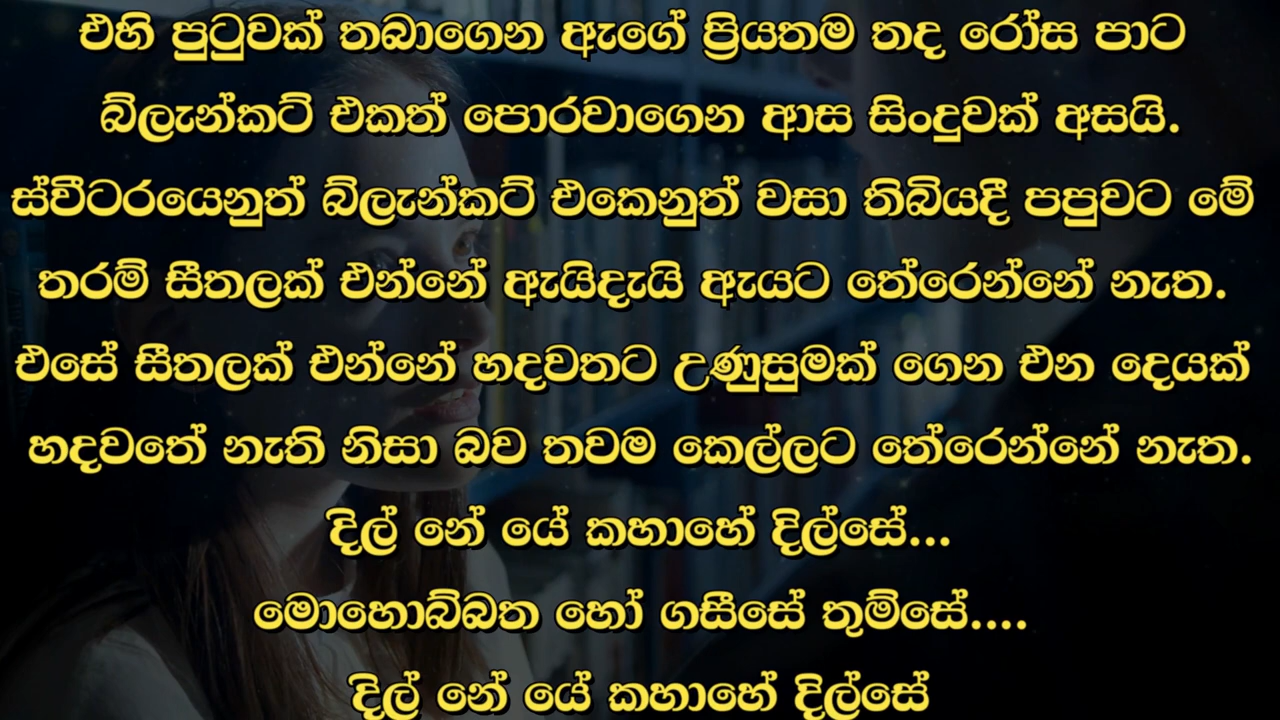 එහි පුටුවක් තබාගෙන ඇගේ ප්‍රියතම තද රෝස පාට
බ්ලැන්කට් එකත් පොරවාගෙන ආස සිංදුවක් අසයි.
ස්වීටරයෙනුත් බ්ලැන්කට් එකෙනුත් වසා තිබියදී පපුවට මේ
තරම් සීතලක් එන්නේ ඇයිදැයි ඇයට තේරෙන්නේ නැත.
එසේ සීතලක් එන්නේ හදවතට උණුසුමක් ගෙන එන දෙයක්
හදවතේ නැති නිසා බව තවම කෙල්ලට තේරෙන්නේ නැත.
දිල් නේ යේ කහාහේ දිල්සේ...
මොහොබ්බත හෝ ගසීසේ තුම්සේ....
දිල් නේ යේ කහාහේ දිල්සේ